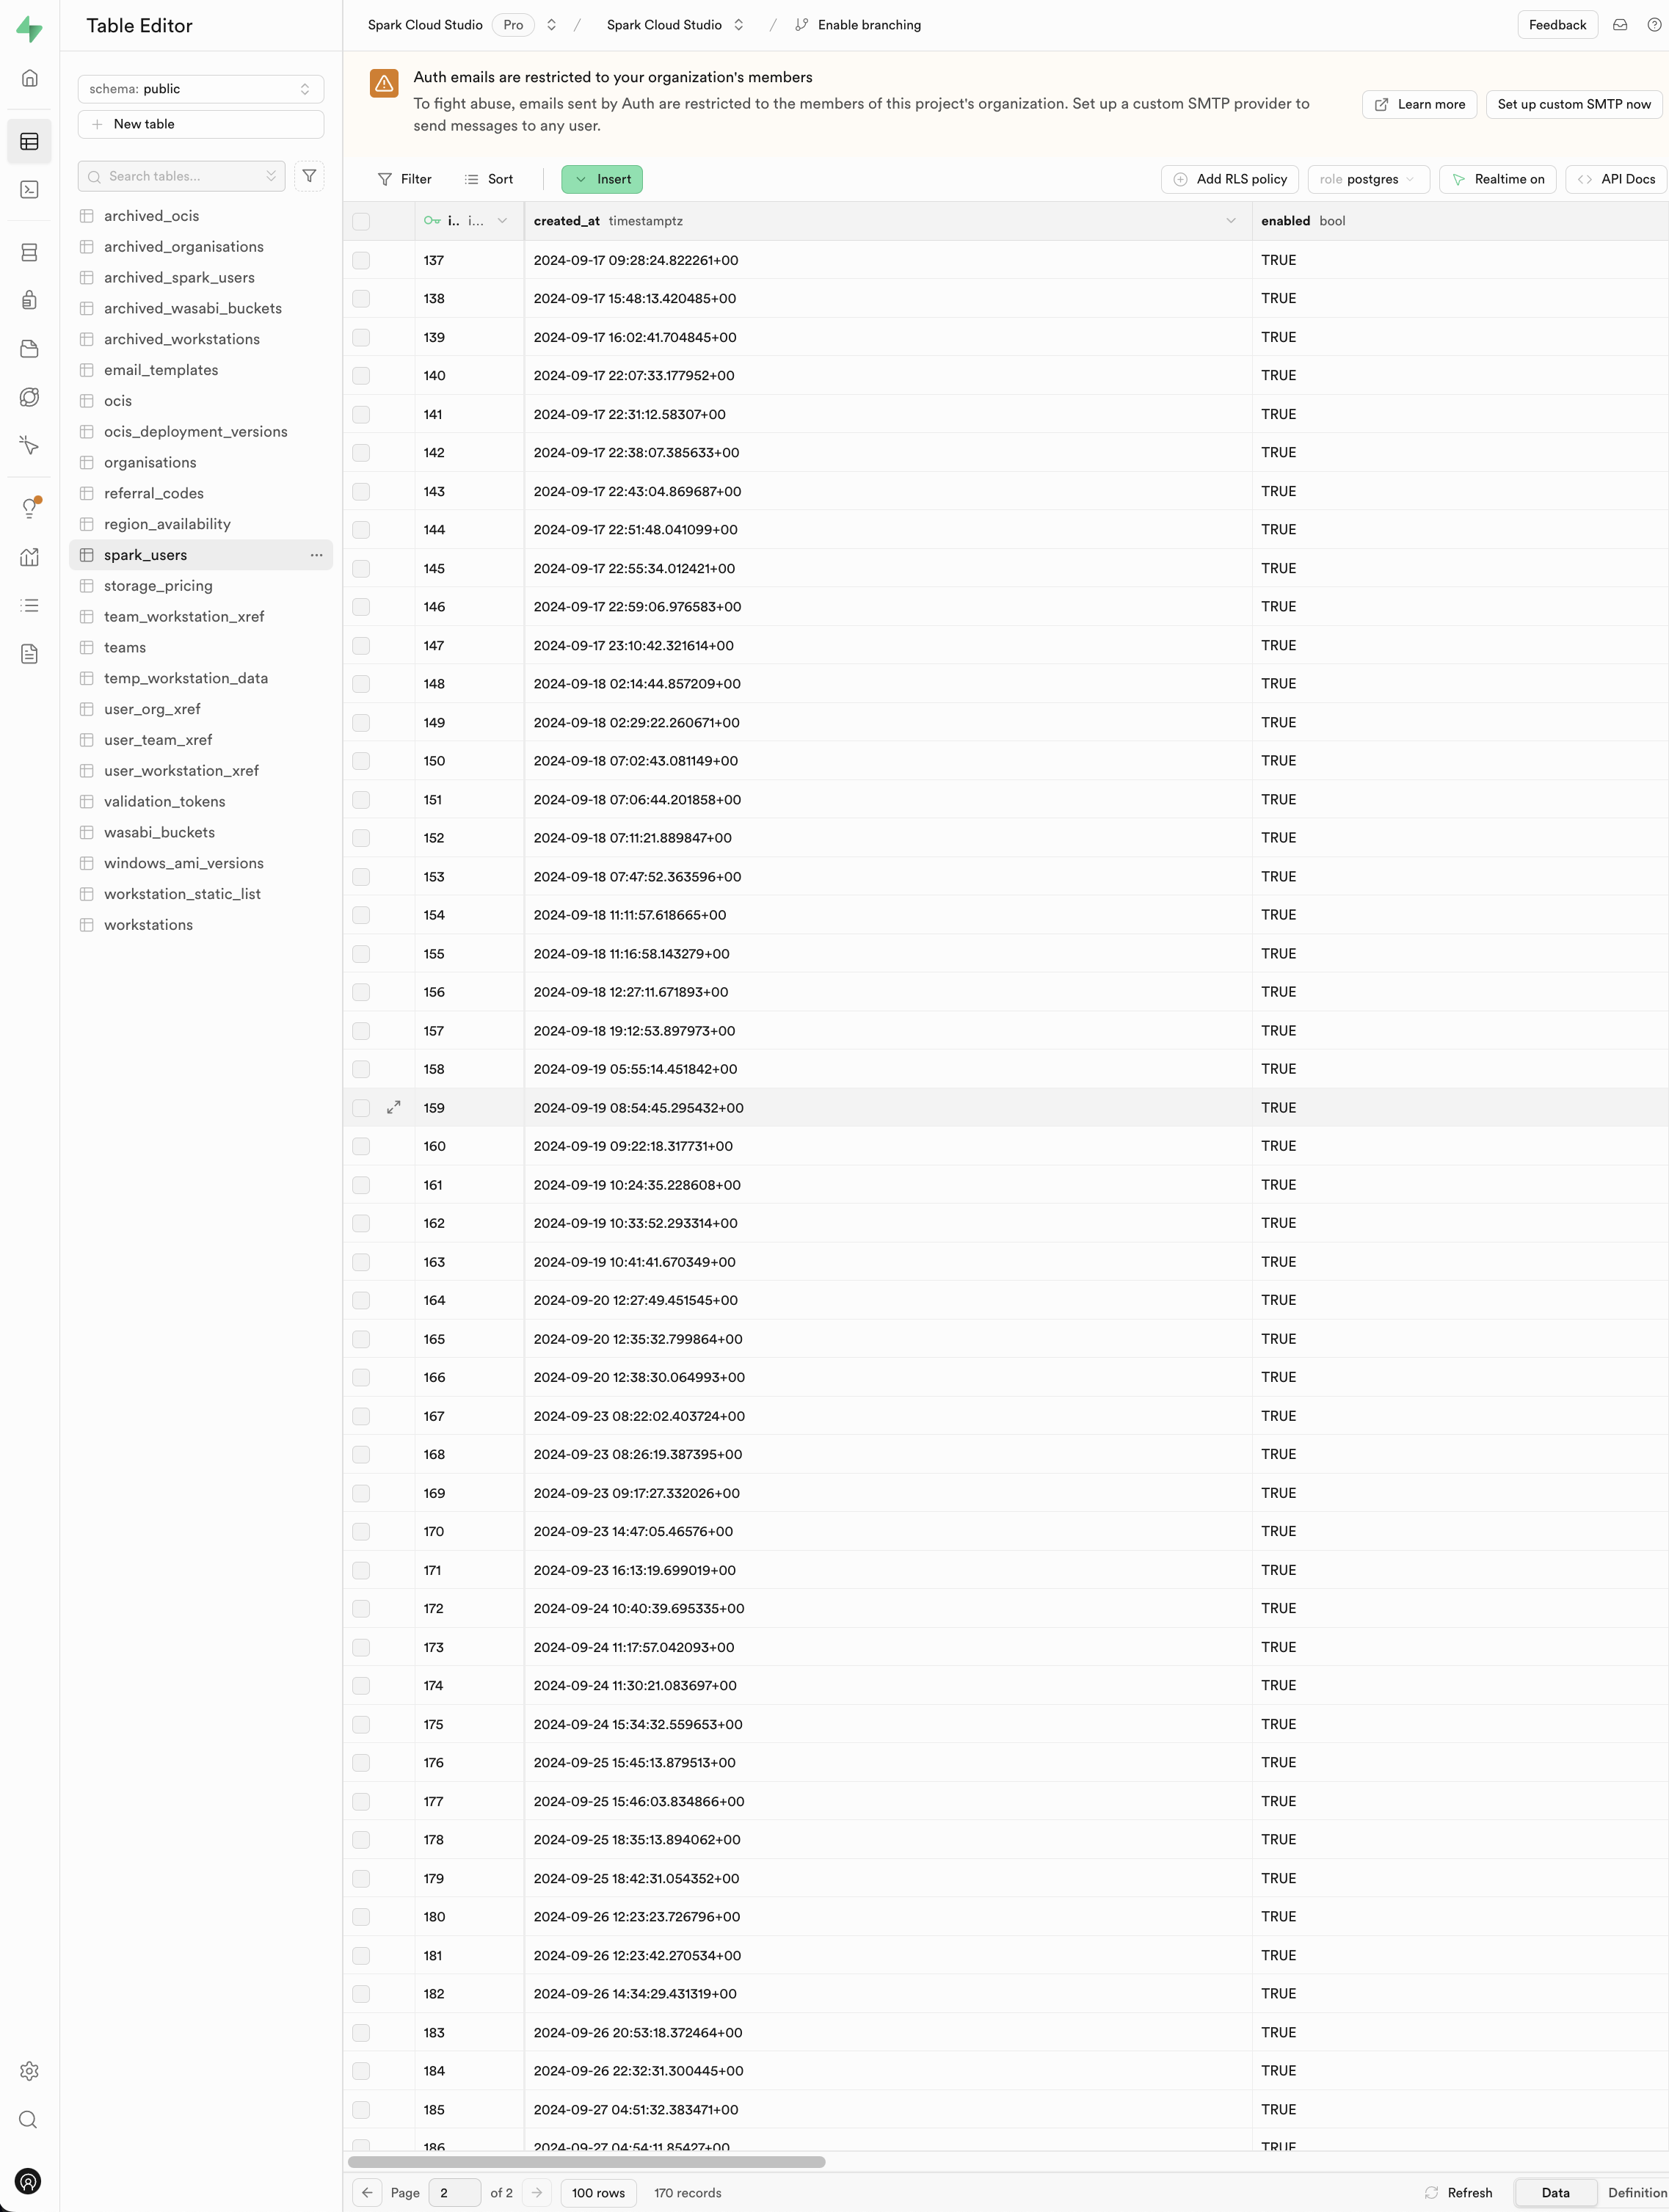 Table Editor
Spark Cloud Studio Pro / Spark Cloud Studio / Enable branching
Feedback
schema: public
New table
Search tables...
archived_ocis
archived_organisations
archived_spark_users
archived_wasabi_buckets
archived_workstations
email_templates
ocis
ocis_deployment_versions
organisations
referral_codes
region_availability
spark_users
storage_pricing
team_workstation_xref
teams
temp_workstation_data
user_org_xref
user_team_xref
user_workstation_xref
validation_tokens
wasabi_buckets
windows_ami_versions
workstation_static_list
workstations
Auth emails are restricted to your organization's members
To fight abuse, emails sent by Auth are restricted to the members of this project's organization. Set up a custom SMTP provider to
send messages to any user.
Learn more
Set up custom SMTP now
Filter Sort Insert Add RLS policy role postgres Realtime on API Docs
i.. i... created_at timestamptz enabled bool
137 2024-09-17 09:28:24.822261+00 TRUE
138 2024-09-17 15:48:13.420485+00 TRUE
139 2024-09-17 16:02:41.704845+00 TRUE
140 2024-09-17 22:07:33.177952+00 TRUE
141 2024-09-17 22:31:12.58307+00 TRUE
142 2024-09-17 22:38:07.385633+00 TRUE
143 2024-09-17 22:43:04.869687+00 TRUE
144 2024-09-17 22:51:48.041099+00 TRUE
145 2024-09-17 22:55:34.012421+00 TRUE
146 2024-09-17 22:59:06.976583+00 TRUE
147 2024-09-17 23:10:42.321614+00 TRUE
148 2024-09-18 02:14:44.857209+00 TRUE
149 2024-09-18 02:29:22.260671+00 TRUE
150 2024-09-18 07:02:43.081149+00 TRUE
151 2024-09-18 07:06:44.201858+00 TRUE
152 2024-09-18 07:11:21.889847+00 TRUE
153 2024-09-18 07:47:52.363596+00 TRUE
154 2024-09-18 11:11:57.618665+00 TRUE
155 2024-09-18 11:16:58.143279+00 TRUE
156 2024-09-18 12:27:11.671893+00 TRUE
157 2024-09-18 19:12:53.897973+00 TRUE
158 2024-09-19 05:55:14.451842+00 TRUE
159 2024-09-19 08:54:45.295432+00 TRUE
160 2024-09-19 09:22:18.317731+00 TRUE
161 2024-09-19 10:24:35.228608+00 TRUE
162 2024-09-19 10:33:52.293314+00 TRUE
163 2024-09-19 10:41:41.670349+00 TRUE
164 2024-09-20 12:27:49.451545+00 TRUE
165 2024-09-20 12:35:32.799864+00 TRUE
166 2024-09-20 12:38:30.064993+00 TRUE
167 2024-09-23 08:22:02.403724+00 TRUE
168 2024-09-23 08:26:19.387395+00 TRUE
169 2024-09-23 09:17:27.332026+00 TRUE
170 2024-09-23 14:47:05.46576+00 TRUE
171 2024-09-23 16:13:19.699019+00 TRUE
172 2024-09-24 10:40:39.695335+00 TRUE
173 2024-09-24 11:17:57.042093+00 TRUE
174 2024-09-24 11:30:21.083697+00 TRUE
175 2024-09-24 15:34:32.559653+00 TRUE
176 2024-09-25 15:45:13.879513+00 TRUE
177 2024-09-25 15:46:03.834866+00 TRUE
178 2024-09-25 18:35:13.894062+00 TRUE
179 2024-09-25 18:42:31.054352+00 TRUE
180 2024-09-26 12:23:23.726796+00 TRUE
181 2024-09-26 12:23:42.270534+00 TRUE
182 2024-09-26 14:34:29.431319+00 TRUE
183 2024-09-26 20:53:18.372464+00 TRUE
184 2024-09-26 22:32:31.300445+00 TRUE
185 2024-09-27 04:51:32.383471+00 TRUE
186 2024-09-27 04:54:11.85427+00 TRUE
Page 2 of 2 100 rows 170 records Refresh Data Definition